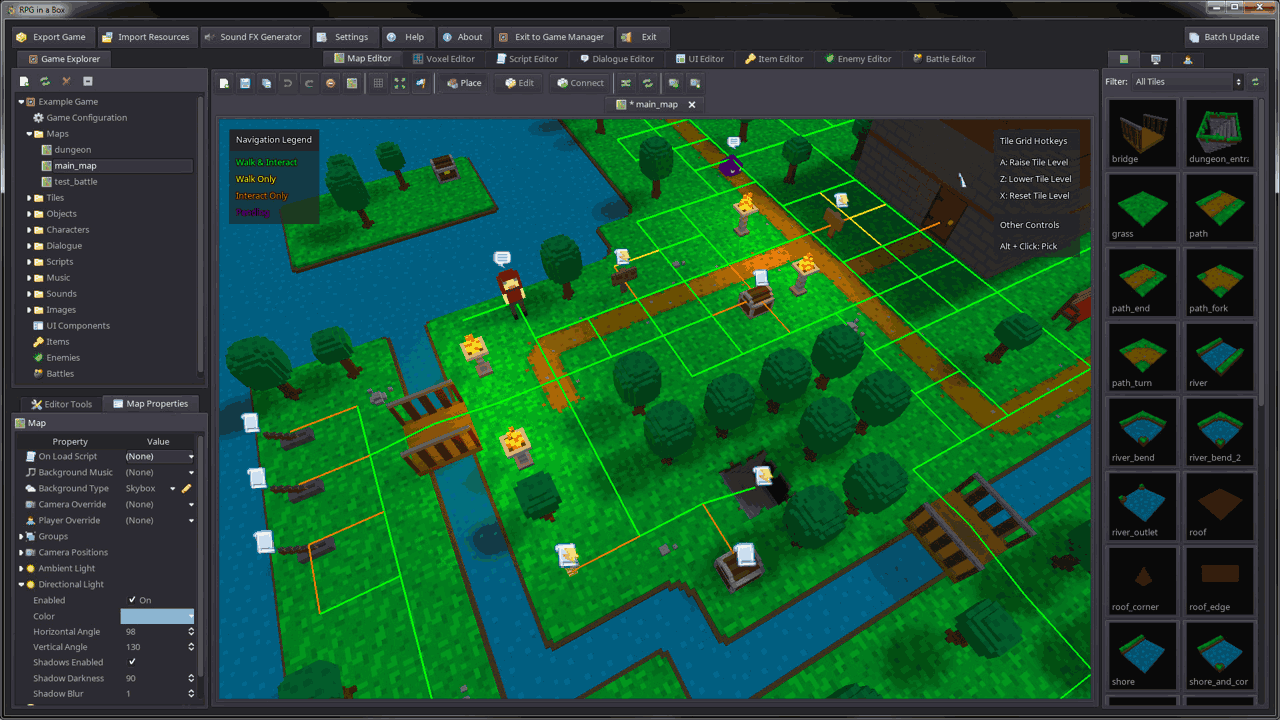 RPG in a Box
Export Game
Import Resources
Sound FX Generator
Settings
Help
About
Exit to Game Manager
Exit
Batch Update
Game Explorer
Map Editor
Voxel Editor
Script Editor
Dialogue Editor
UI Editor
Item Editor
Enemy Editor
Battle Editor
Place
Edit
Connect
* main_map
Example Game
Game Configuration
Maps
dungeon
main_map
test_battle
Tiles
Objects
Characters
Dialogue
Scripts
Music
Sounds
Images
UI Components
Items
Enemies
Battles
Editor Tools
Map Properties
Map
Property Value
On Load Script (None)
Background Music (None)
Background Type Skybox
Camera Override (None)
Player Override (None)
Groups
Camera Positions
Ambient Light
Directional Light
Enabled On
Color
Horizontal Angle 98
Vertical Angle 130
Shadows Enabled
Shadow Darkness 90
Shadow Blur 1
Navigation Legend
Walk & Interact
Walk Only
Interact Only
Pending
Tile Grid Hotkeys
A: Raise Tile Level
Z: Lower Tile Level
X: Reset Tile Level
Other Controls
Alt + Click: Pick
Filter: All Tiles
bridge
dungeon_entra
grass
path
path_end
path_fork
path_turn
river
river_bend
river_bend_2
river_outlet
roof
roof_corner
roof_edge
shore
shore_and_cor